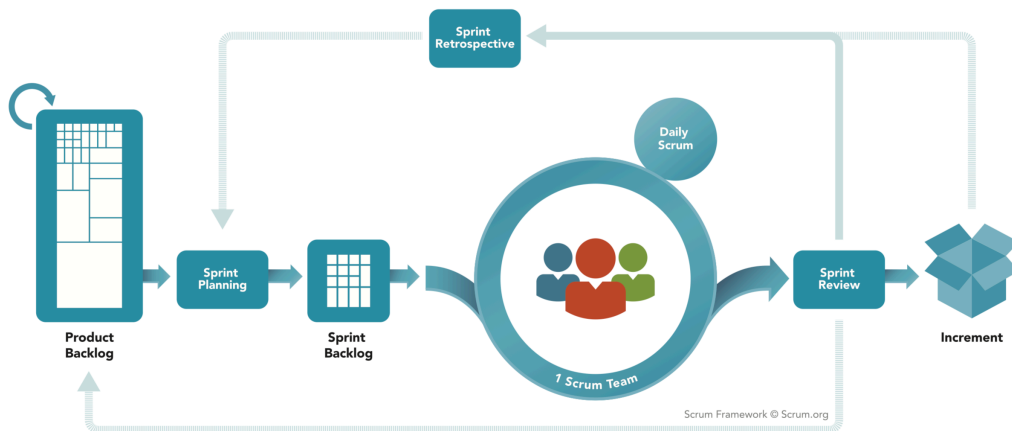 Sprint
Retrospective
Daily
Scrum
Sprint
Planning
Sprint
Review
Product
Backlog
Sprint
Backlog
1 Scrum Team
Increment
Scrum Framework © Scrum.org